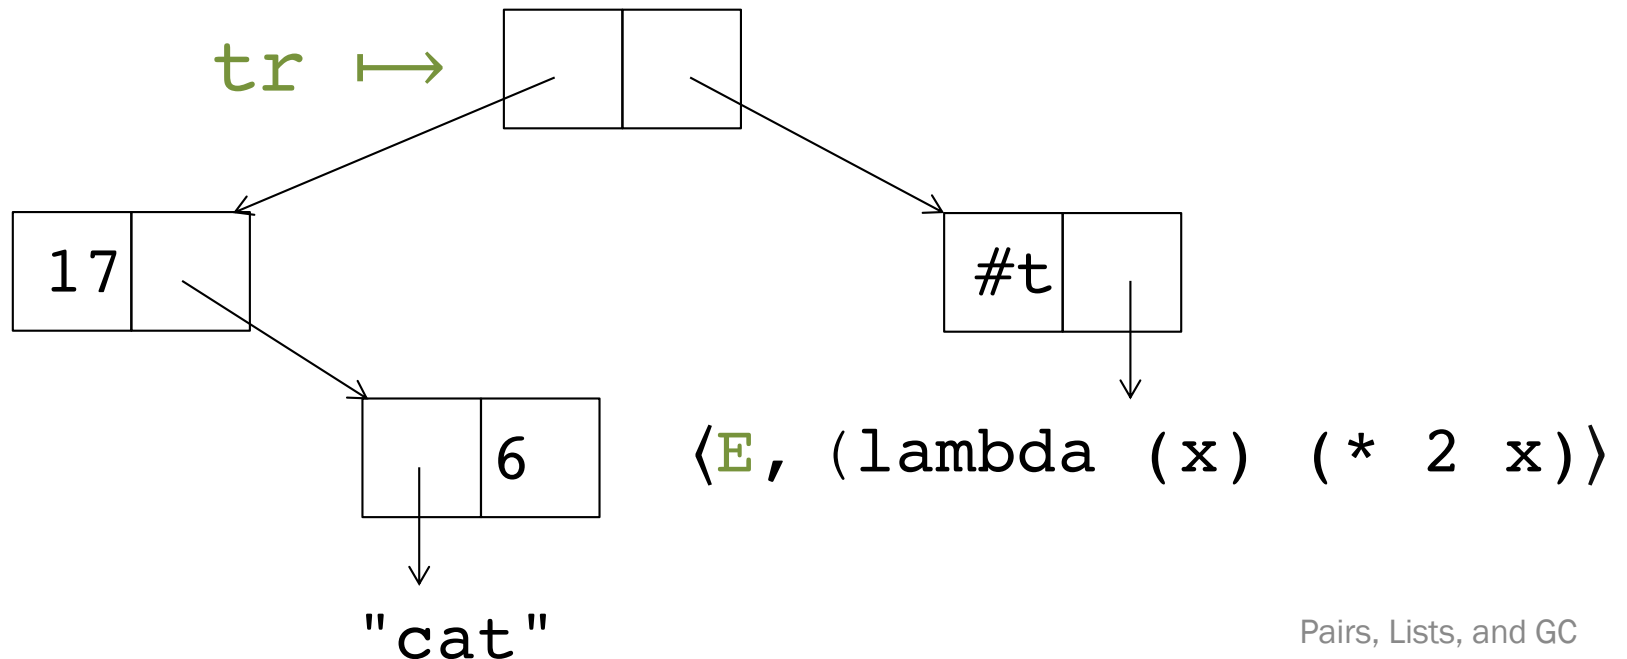 tr ↦
17
#t
6
⟨E, (lambda (x) (* 2 x)⟩
"cat"
Pairs, Lists, and GC